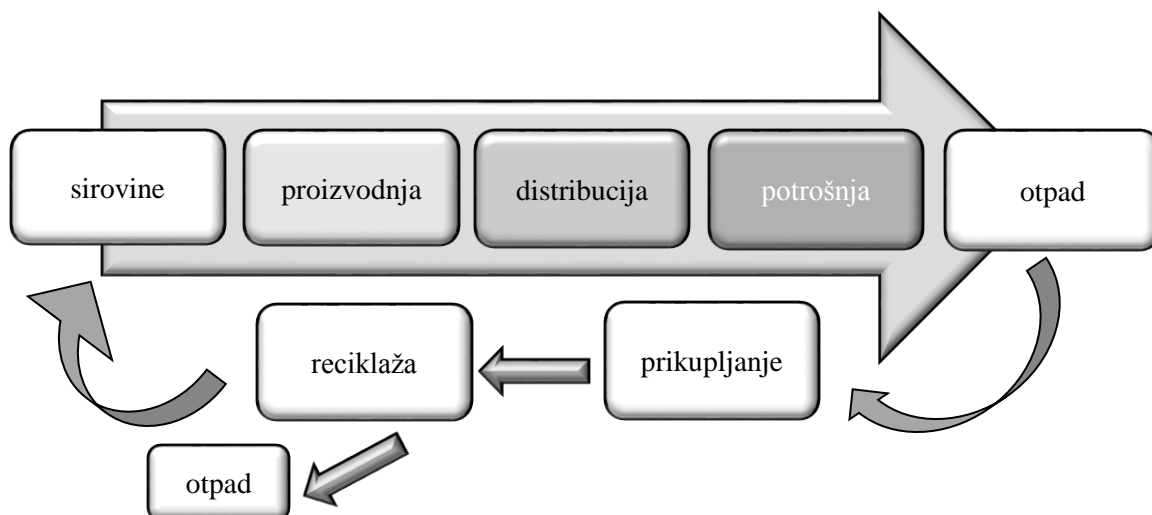 sirovine
proizvodnja
distribucija
potrošnja
otpad
reciklaža
prikupljanje
otpad